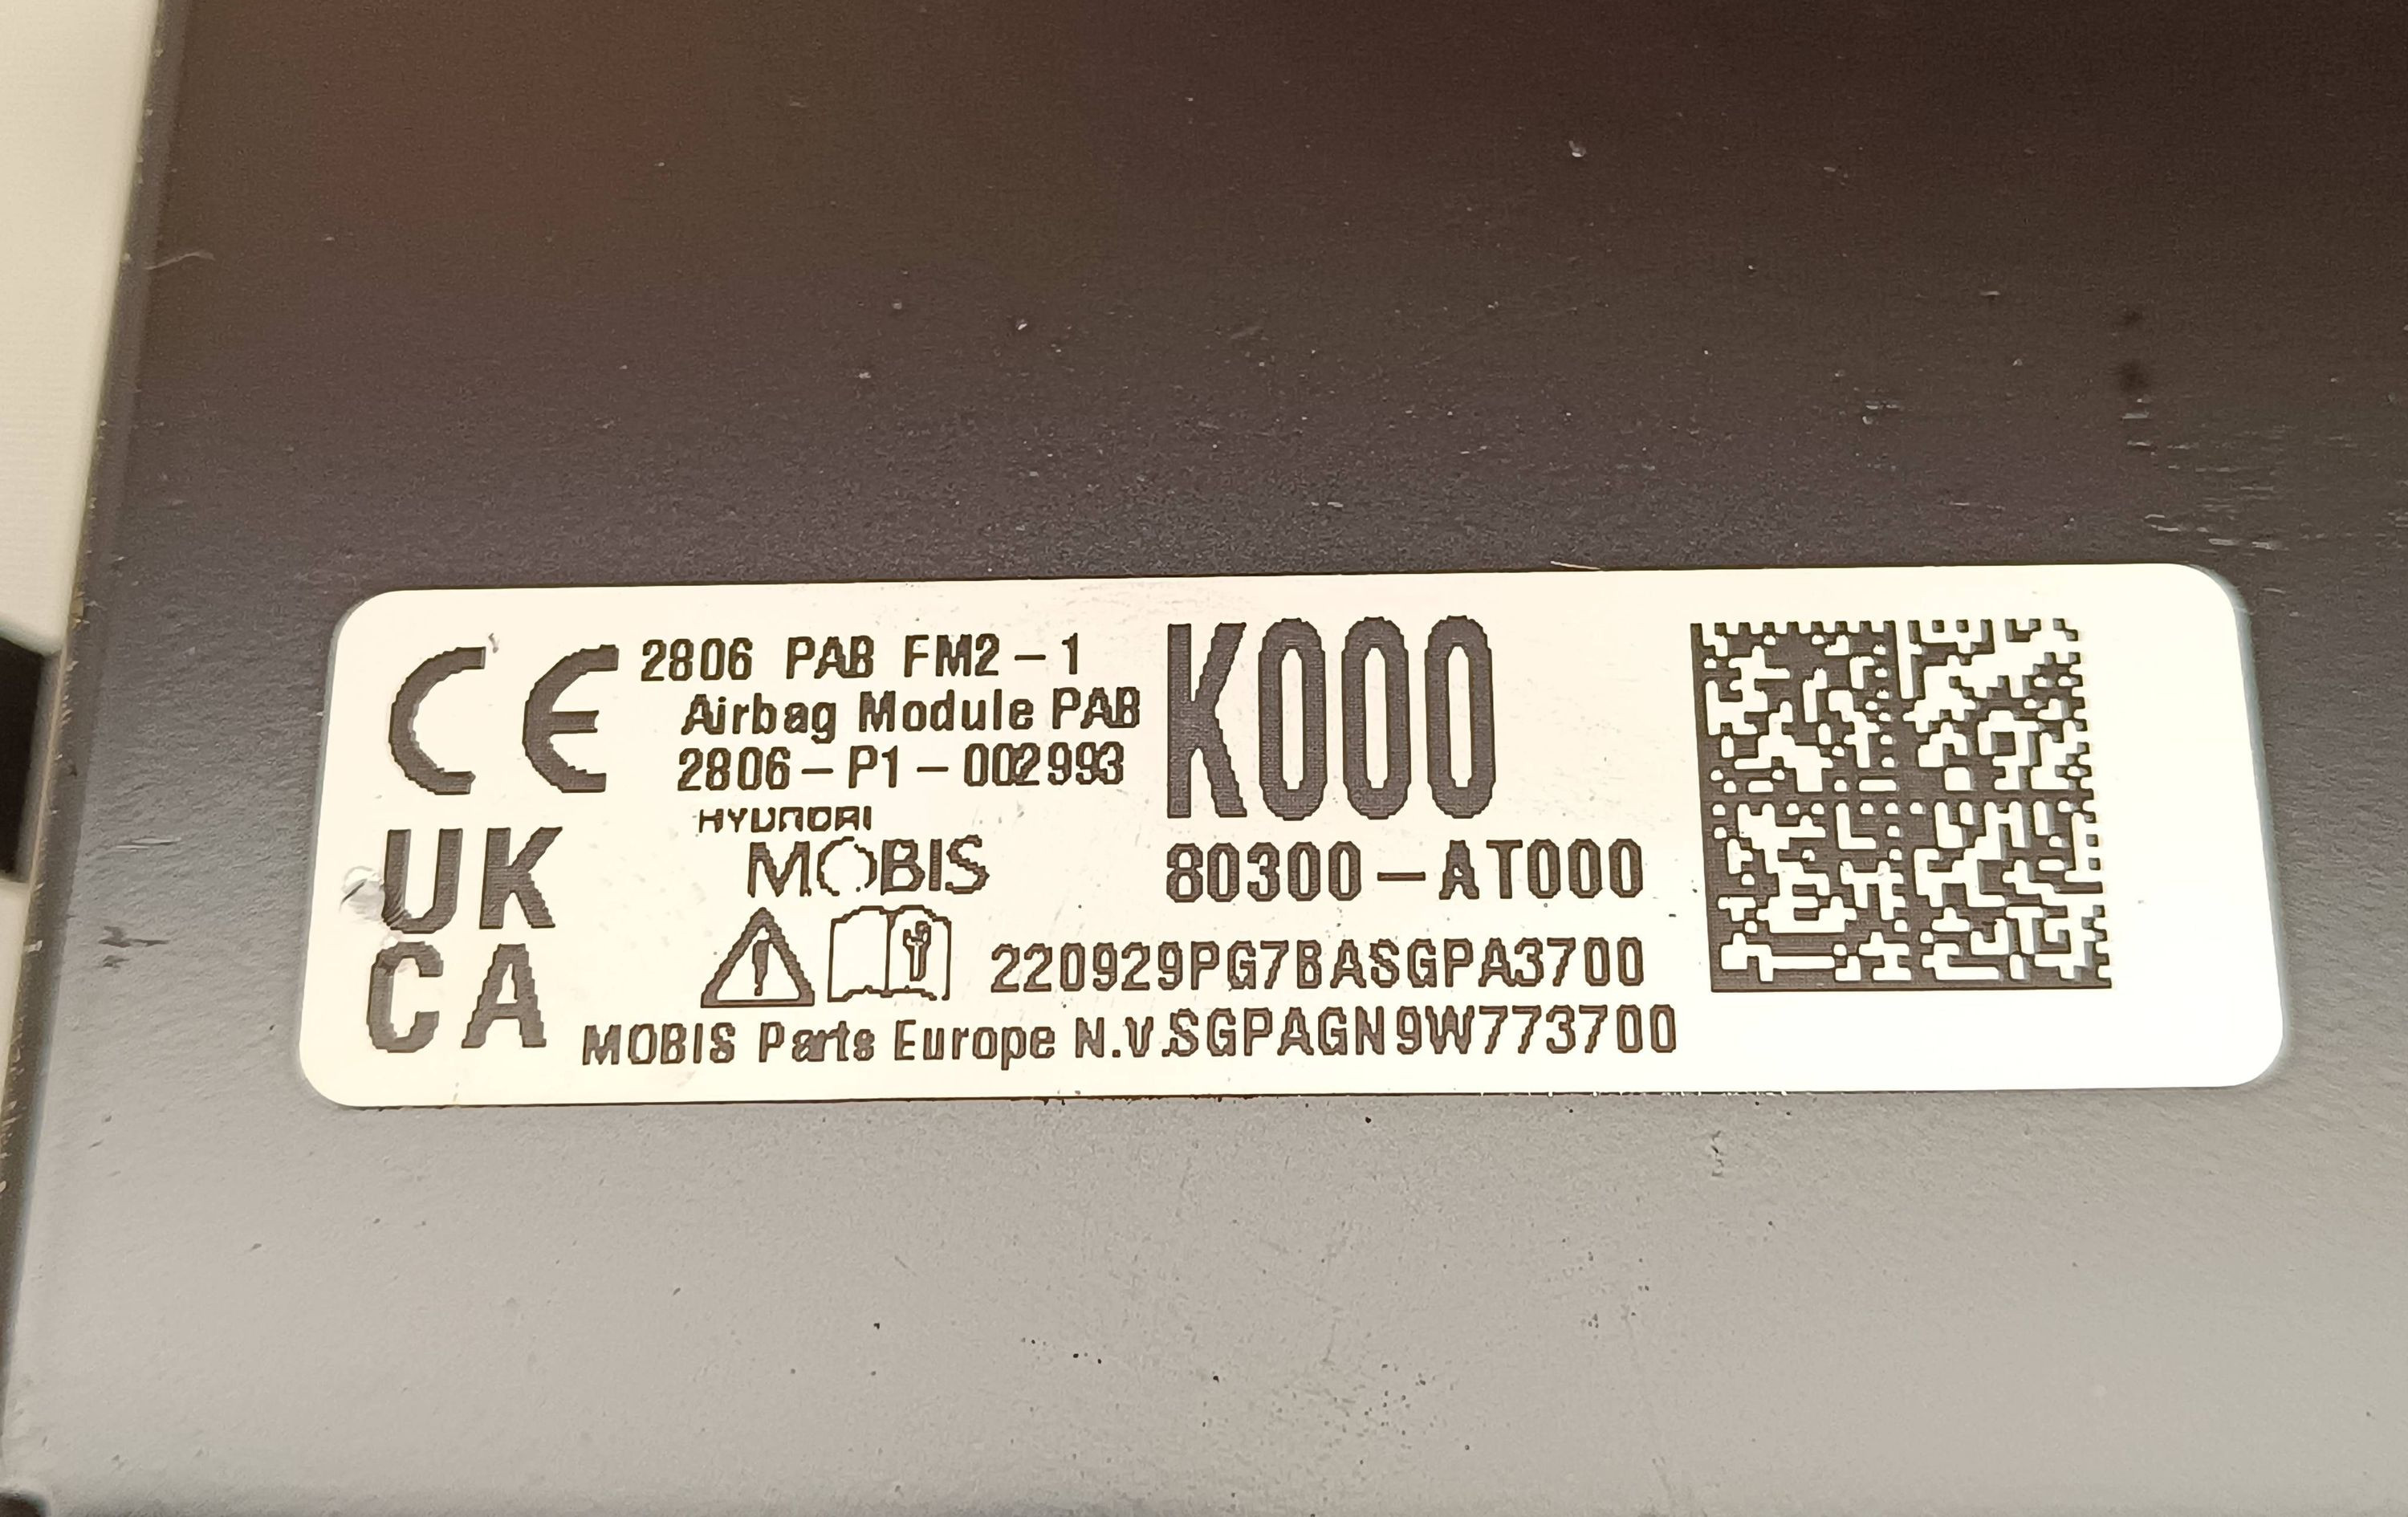 CE 2806 PAB FM2-1
Airbag Module PAB
2806-P1-002993
K000
HYUNDAI
MOBIS
80300-AT000
UK
CA
220929PG7BASGPA3700
MOBIS Parts Europe N.V.SGPAGN9W773700